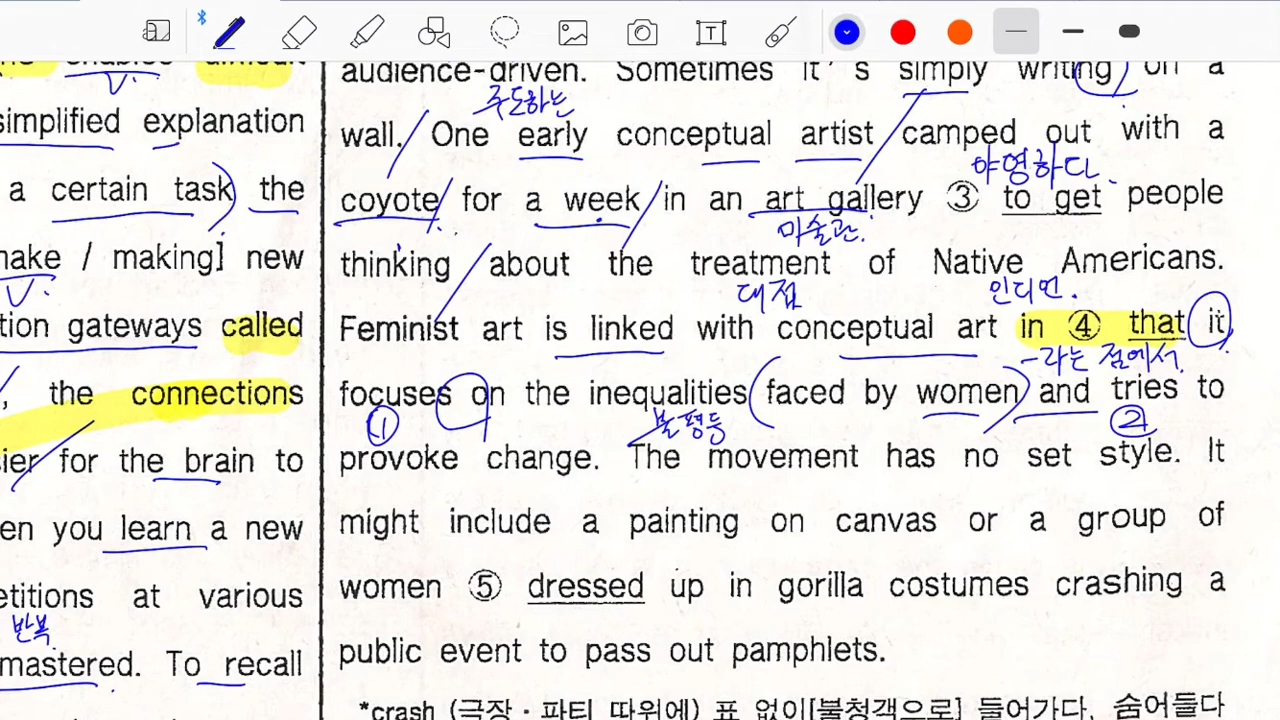 enables difficult
V.
simplified explanation
a certain task) the
make / making] new
V.
tion gateways called
, the connections
sier for the brain to
en you learn a new
etitions at various
반복
mastered. To recall
T
audience-driven. Sometimes it's simply writing) on a
주도하는
wall. One early conceptual artist camped out with a
야영하다.
coyote for a week in an art gallery ③ to get people
미술관.
thinking about the treatment of Native Americans.
대접 인디언.
Feminist art is linked with conceptual art in ④ that it ①
-라는 점에서
focuses on the inequalities (faced by women) and tries to
① 불평등 ②
provoke change. The movement has no set style. It
might include a painting on canvas or a group of
women ⑤ dressed up in gorilla costumes crashing a
public event to pass out pamphlets.
*crash (극장·파티 따위에) 표 없이[불청객으로] 들어가다, 숨어들다